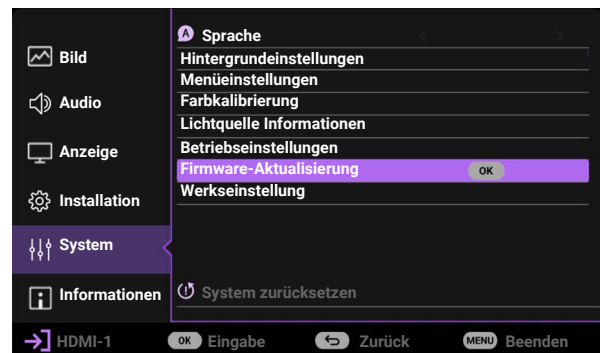 Bild
Audio
Anzeige
Installation
System
Informationen
A Sprache
Hintergrundeinstellungen
Menüeinstellungen
Farbkalibrierung
Lichtquelle Informationen
Betriebseinstellungen
Firmware-Aktualisierung OK
Werkseinstellung
System zurücksetzen
HDMI-1 OK Eingabe Zurück MENU Beenden